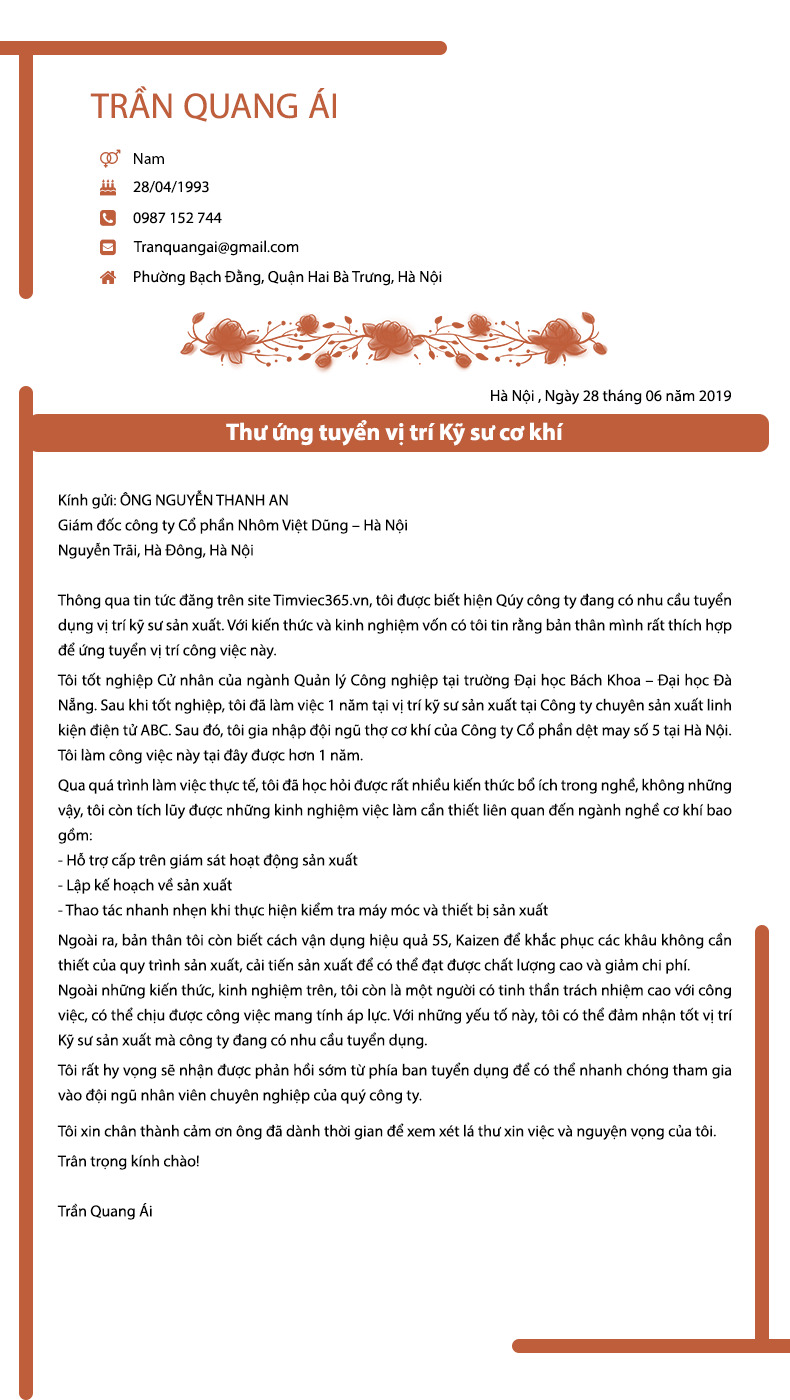 TRẦN QUANG ÁI
Nam
28/04/1993
0987 152 744
Tranquangai@gmail.com
Phường Bạch Đằng, Quận Hai Bà Trưng, Hà Nội
Hà Nội , Ngày 28 tháng 06 năm 2019
Thư ứng tuyển vị trí Kỹ sư cơ khí
Kính gửi: ÔNG NGUYỄN THANH AN
Giám đốc công ty Cổ phần Nhôm Việt Dũng – Hà Nội
Nguyễn Trãi, Hà Đông, Hà Nội
Thông qua tin tức đăng trên site Timviec365.vn, tôi được biết hiện Qúy công ty đang có nhu cầu tuyển
dụng vị trí kỹ sư sản xuất. Với kiến thức và kinh nghiệm vốn có tôi tin rằng bản thân mình rất thích hợp
để ứng tuyển vị trí công việc này.
Tôi tốt nghiệp Cử nhân của ngành Quản lý Công nghiệp tại trường Đại học Bách Khoa – Đại học Đà
Nẵng. Sau khi tốt nghiệp, tôi đã làm việc 1 năm tại vị trí kỹ sư sản xuất tại Công ty chuyên sản xuất linh
kiện điện tử ABC. Sau đó, tôi gia nhập đội ngũ thợ cơ khí của Công ty Cổ phần dệt may số 5 tại Hà Nội.
Tôi làm công việc này tại đây được hơn 1 năm.
Qua quá trình làm việc thực tế, tôi đã học hỏi được rất nhiều kiến thức bổ ích trong nghề, không những
vậy, tôi còn tích lũy được những kinh nghiệm việc làm cần thiết liên quan đến ngành nghề cơ khí bao
gồm:
- Hỗ trợ cấp trên giám sát hoạt động sản xuất
- Lập kế hoạch về sản xuất
- Thao tác nhanh nhẹn khi thực hiện kiểm tra máy móc và thiết bị sản xuất
Ngoài ra, bản thân tôi còn biết cách vận dụng hiệu quả 5S, Kaizen để khắc phục các khâu không cần
thiết của quy trình sản xuất, cải tiến sản xuất để có thể đạt được chất lượng cao và giảm chi phí.
Ngoài những kiến thức, kinh nghiệm trên, tôi còn là một người có tinh thần trách nhiệm cao với công
việc, có thể chịu được công việc mang tính áp lực. Với những yếu tố này, tôi có thể đảm nhận tốt vị trí
Kỹ sư sản xuất mà công ty đang có nhu cầu tuyển dụng.
Tôi rất hy vọng sẽ nhận được phản hồi sớm từ phía ban tuyển dụng để có thể nhanh chóng tham gia
vào đội ngũ nhân viên chuyên nghiệp của quý công ty.
Tôi xin chân thành cảm ơn ông đã dành thời gian để xem xét lá thư xin việc và nguyện vọng của tôi.
Trân trọng kính chào!
Trần Quang Ái